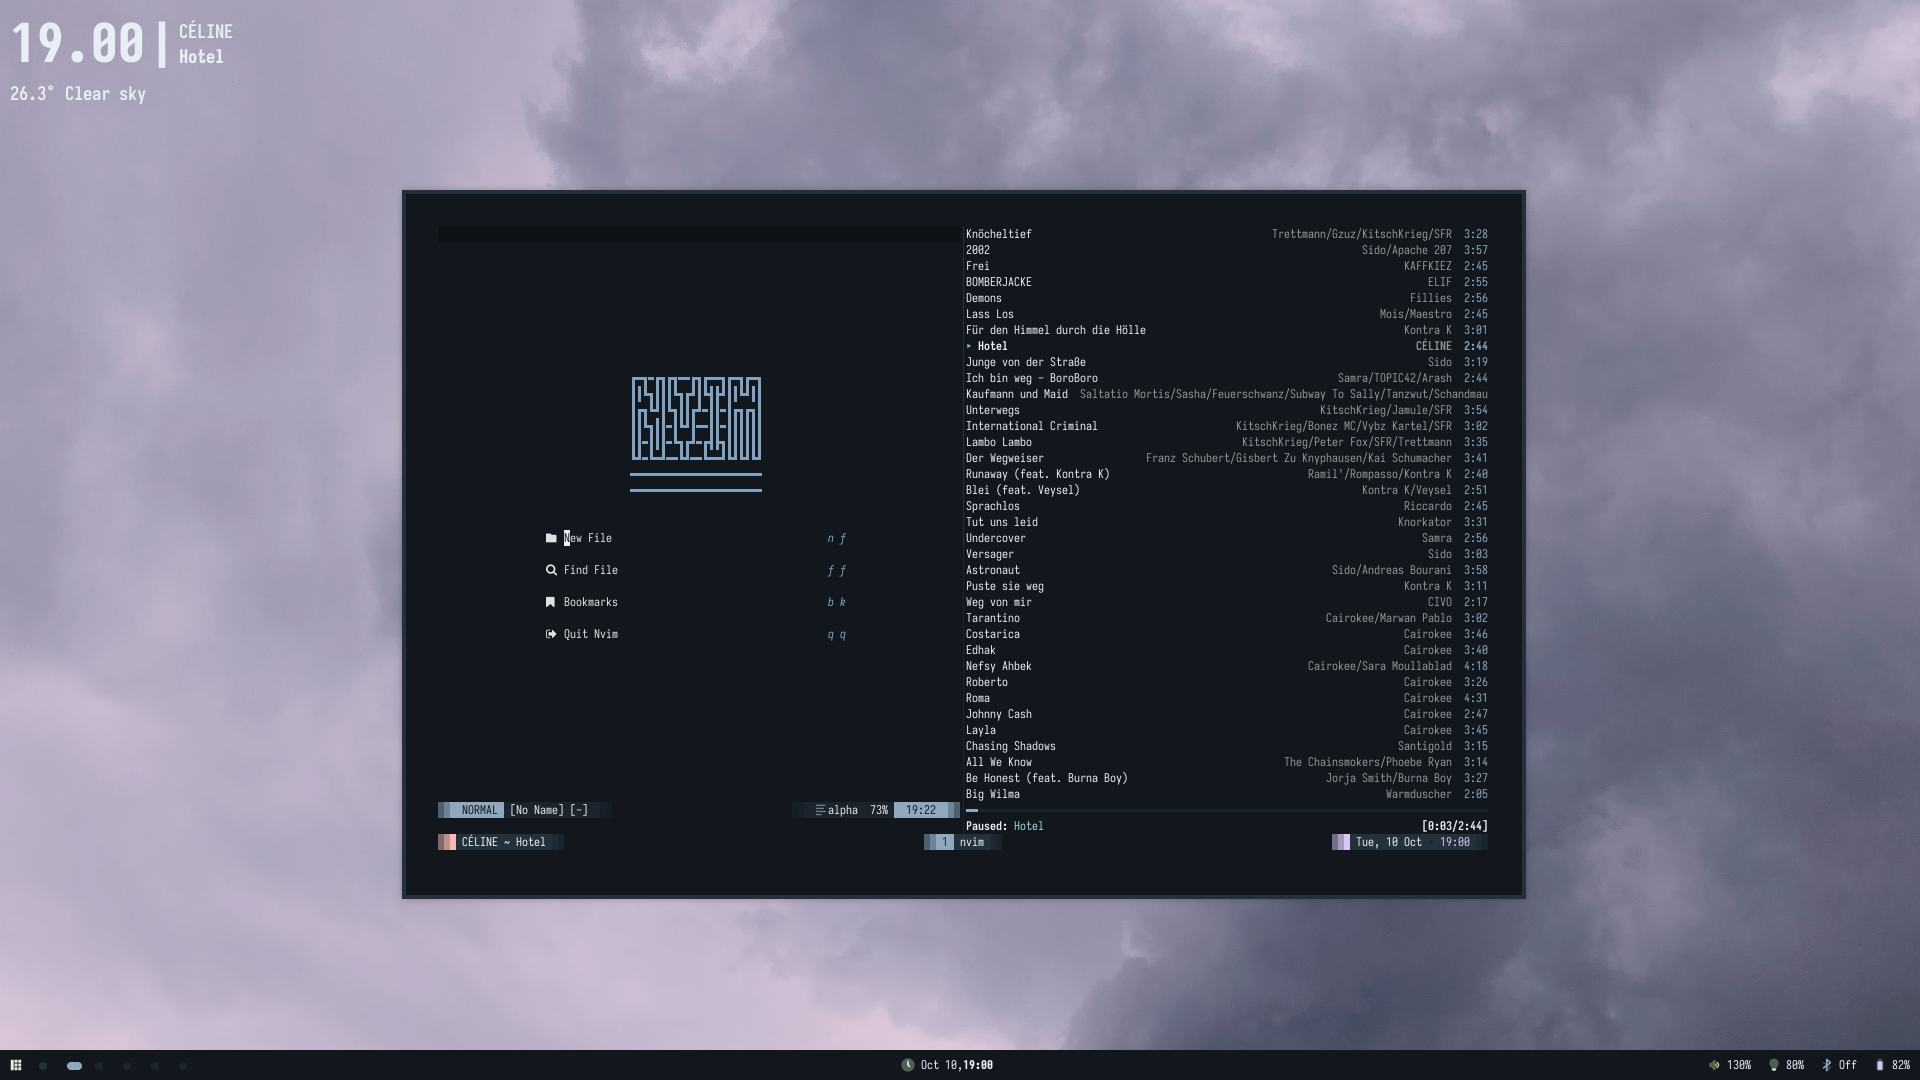 19.00
CÉLINE
Hotel
26.3° Clear sky
New File n f
Find File f f
Bookmarks b k
Quit Nvim q q
NORMAL [No Name] [-] alpha 73% 19:22
Knöcheltief Trettmann/Gzuz/KitschKrieg/SFR 3:28
2002 Sido/Apache 207 3:57
Frei KAFFKIEZ 2:45
BOMBERJACKE ELIF 2:55
Demons Fillies 2:56
Lass Los Mois/Maestro 2:45
Für den Himmel durch die Hölle Kontra K 3:01
▸ Hotel CÉLINE 2:44
Junge von der Straße Sido 3:19
Ich bin weg - BoroBoro Samra/TOPIC42/Arash 2:44
Kaufmann und Maid Saltatio Mortis/Sasha/Feuerschwanz/Subway To Sally/Tanzwut/Schandmau
Unterwegs KitschKrieg/Jamule/SFR 3:54
International Criminal KitschKrieg/Bonez MC/Vybz Kartel/SFR 3:02
Lambo Lambo KitschKrieg/Peter Fox/SFR/Trettmann 3:35
Der Wegweiser Franz Schubert/Gisbert Zu Knyphausen/Kai Schumacher 3:41
Runaway (feat. Kontra K) Ramil'/Rompasso/Kontra K 2:40
Blei (feat. Veysel) Kontra K/Veysel 2:51
Sprachlos Riccardo 2:45
Tut uns leid Knorkator 3:31
Undercover Samra 2:56
Versager Sido 3:03
Astronaut Sido/Andreas Bourani 3:58
Puste sie weg Kontra K 3:11
Weg von mir CIVO 2:17
Tarantino Cairokee/Marwan Pablo 3:02
Costarica Cairokee 3:46
Edhak Cairokee 3:40
Nefsy Ahbek Cairokee/Sara Moullablad 4:18
Roberto Cairokee 3:26
Roma Cairokee 4:31
Johnny Cash Cairokee 2:47
Layla Cairokee 3:45
Chasing Shadows Santigold 3:15
All We Know The Chainsmokers/Phoebe Ryan 3:14
Be Honest (feat. Burna Boy) Jorja Smith/Burna Boy 3:27
Big Wilma Warmduscher 2:05
Paused: Hotel [0:03/2:44]
CÉLINE ~ Hotel 1 nvim Tue, 10 Oct 19:00
Oct 10,19:00 130% 80% Off 82%